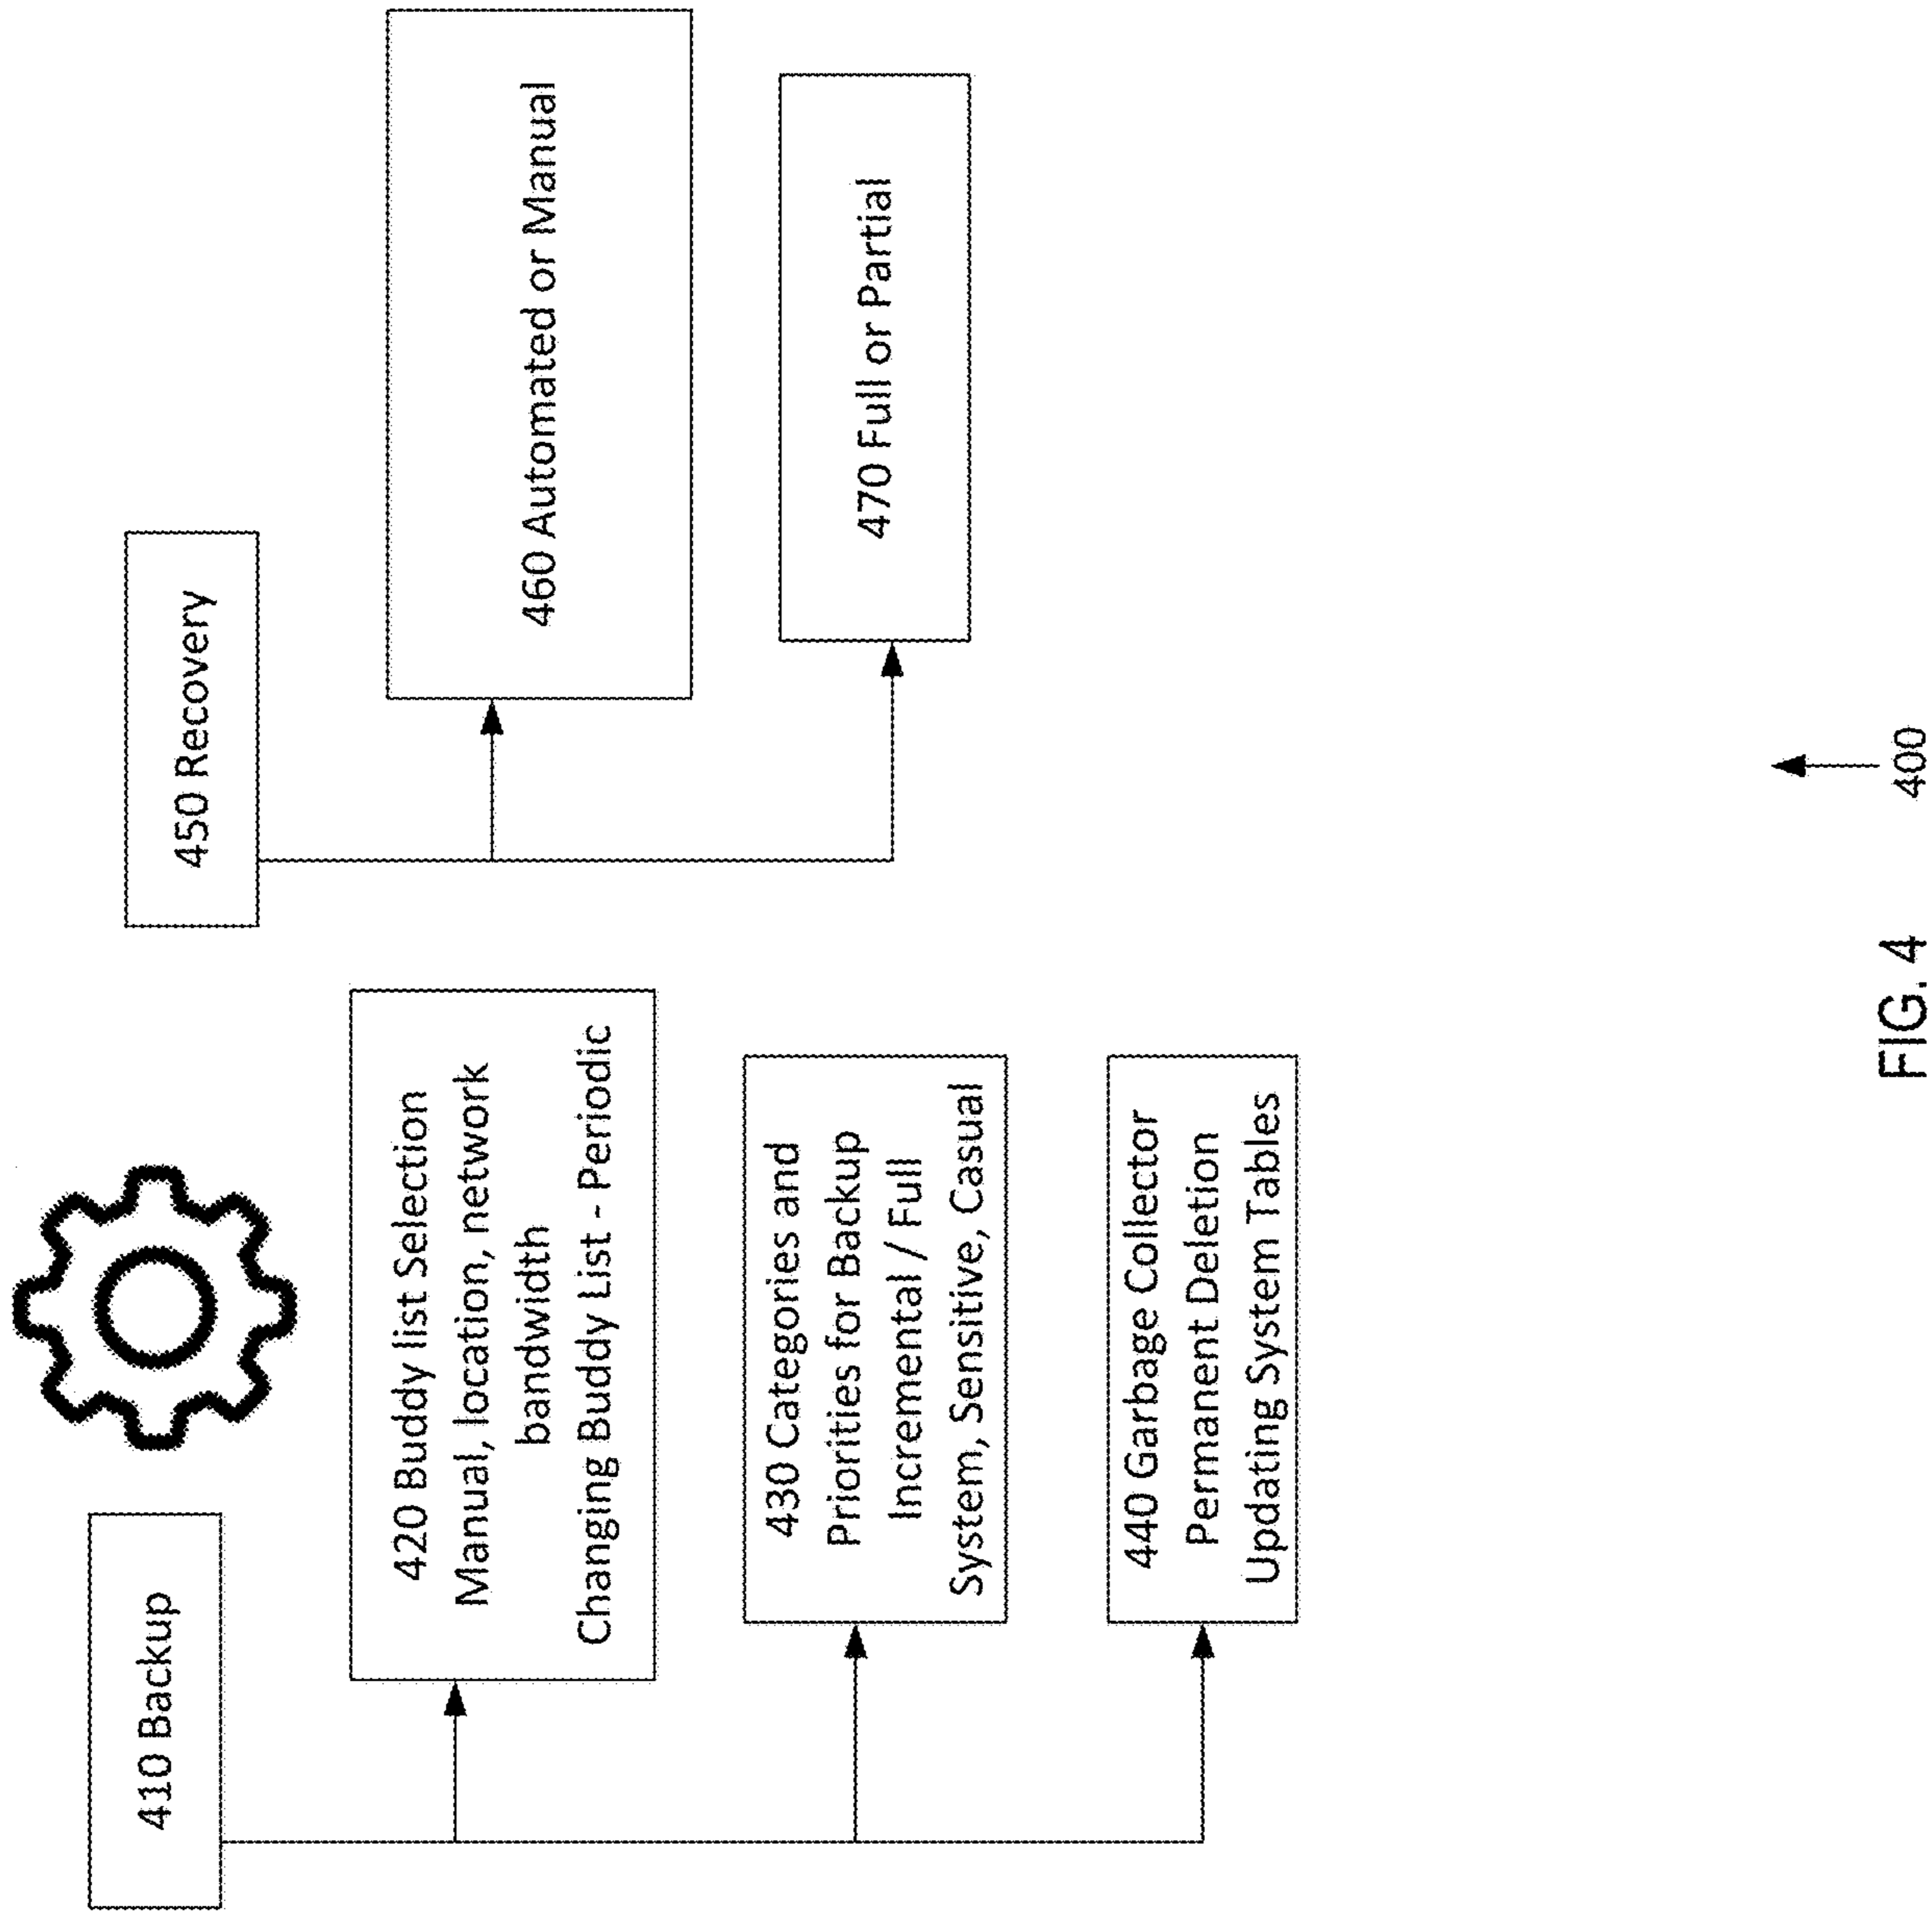 410 Backup
420 Buddy list Selection
Manual, location, network
bandwidth
Changing Buddy List - Periodic
430 Categories and
Priorities for Backup
Incremental / Full
System, Sensitive, Casual
440 Garbage Collector
Permanent Deletion
Updating System Tables
450 Recovery
460 Automated or Manual
470 Full or Partial
FIG. 4
400